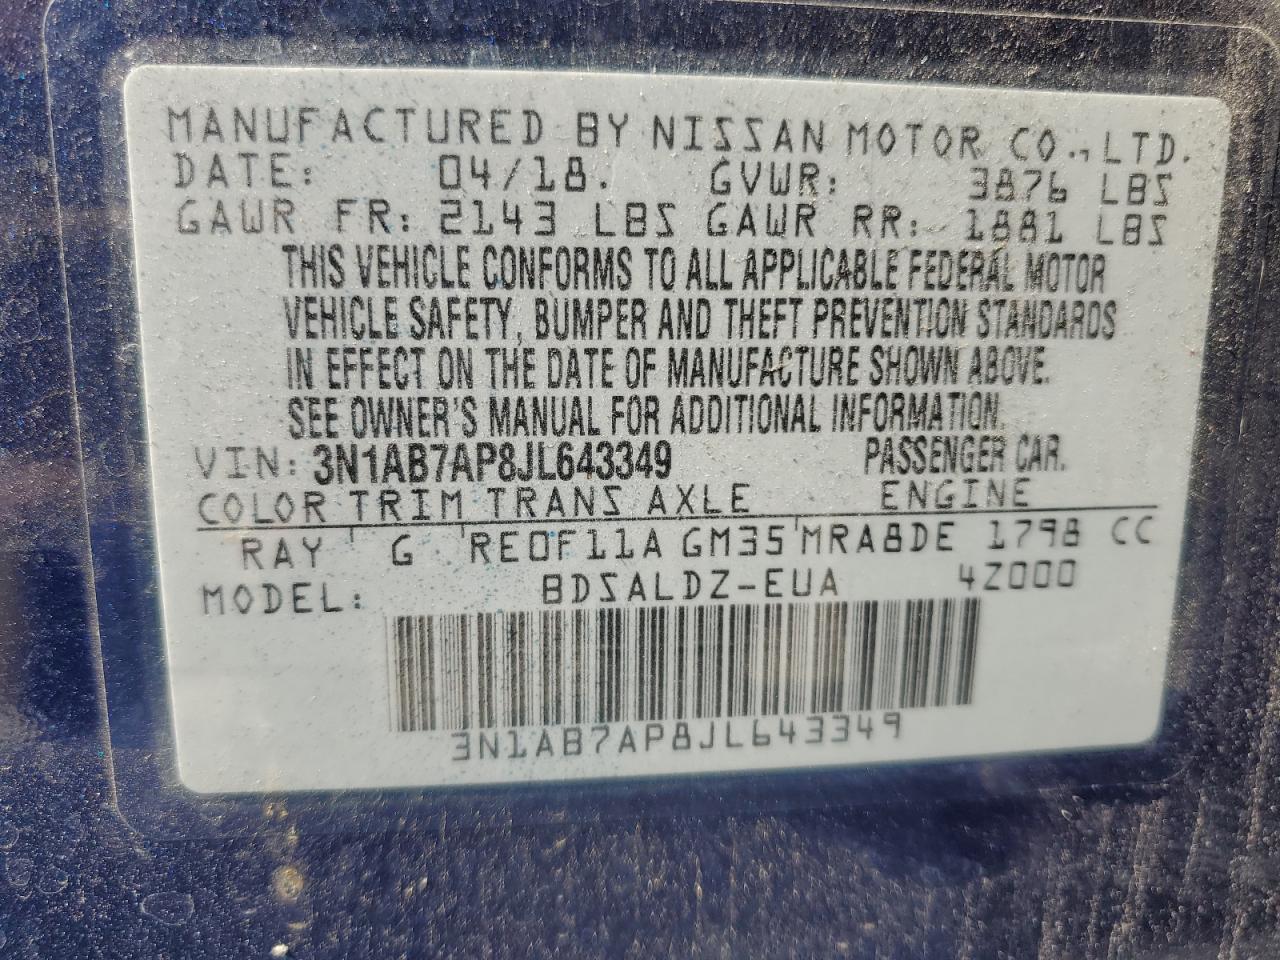 MANUFACTURED BY NISSAN MOTOR CO., LTD.
DATE: 04/18. GVWR: 3876 LBS
GAWR FR: 2143 LBS GAWR RR: 1881 LBS
THIS VEHICLE CONFORMS TO ALL APPLICABLE FEDERAL MOTOR
VEHICLE SAFETY, BUMPER AND THEFT PREVENTION STANDARDS
IN EFFECT ON THE DATE OF MANUFACTURE SHOWN ABOVE.
SEE OWNER'S MANUAL FOR ADDITIONAL INFORMATION.
VIN: 3N1AB7AP8JL643349 PASSENGER CAR.
COLOR TRIM TRANS AXLE ENGINE
RAY G RE0F11A GM35 MRA8DE 1798 CC
MODEL: BDSALDZ-EUA 4Z000
3N1AB7AP8JL643349